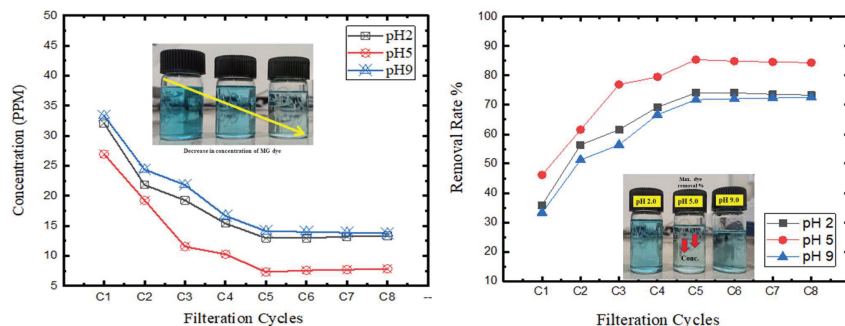 50
45
40
35
30
25
20
15
10
5
Concentration (PPM)
pH2
pH5
pH9
Decrease in concentration of MG dye
C1 C2 C3 C4 C5 C6 C7 C8 --
Filteration Cycles
100
90
80
70
60
50
40
30
20
10
Removal Rate %
Max. dye
removal %
pH 2.0 pH 5.0 pH 9.0
Conc.
pH 2
pH 5
pH 9
C1 C2 C3 C4 C5 C6 C7 C8
Filteration Cycles